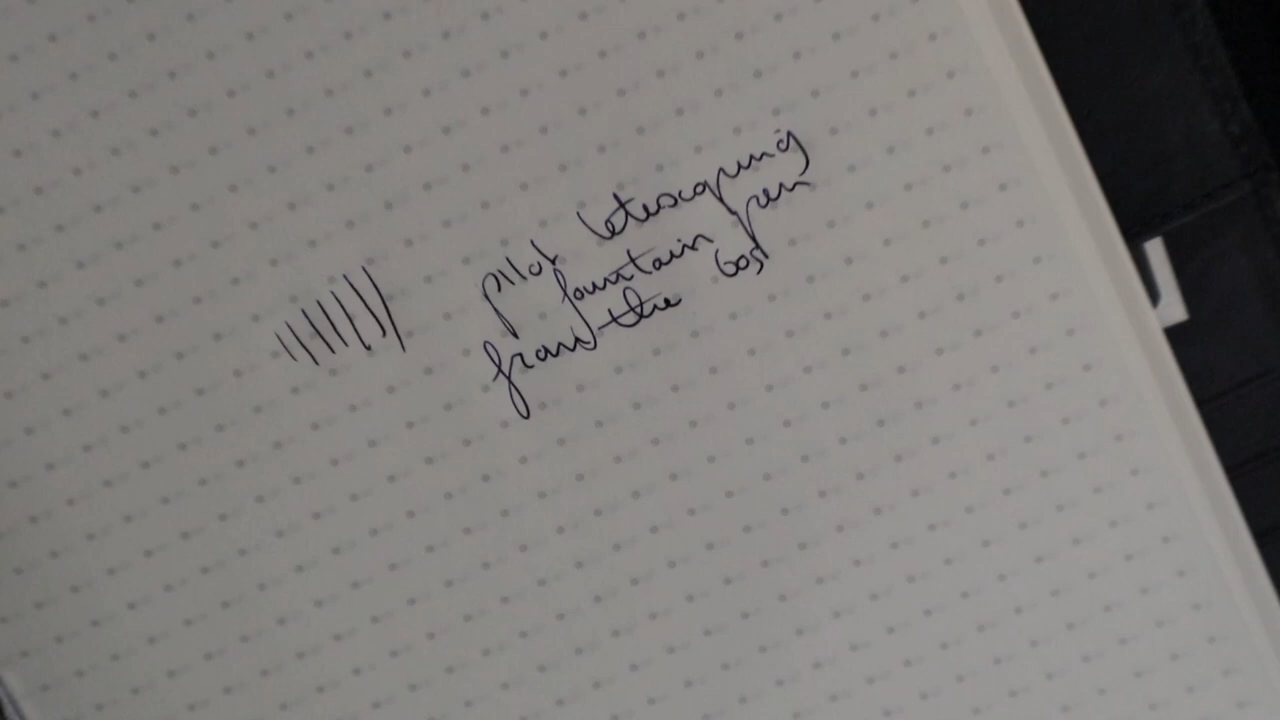 pilot telescoping
fountain pen
from the 60s